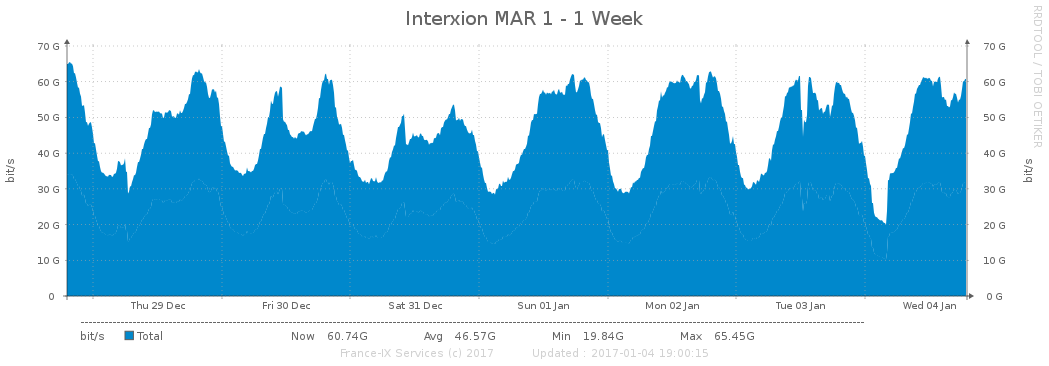 Interxion MAR 1 - 1 Week
RRDTOOL / TOBI OETIKER
70 G 70 G
60 G 60 G
50 G 50 G
40 G 40 G
30 G 30 G
20 G 20 G
10 G 10 G
0 0 G
bit/s bit/s
Thu 29 Dec Fri 30 Dec Sat 31 Dec Sun 01 Jan Mon 02 Jan Tue 03 Jan Wed 04 Jan
bit/s Total Now 60.74G Avg 46.57G Min 19.84G Max 65.45G
France-IX Services (c) 2017 Updated : 2017-01-04 19:00:15